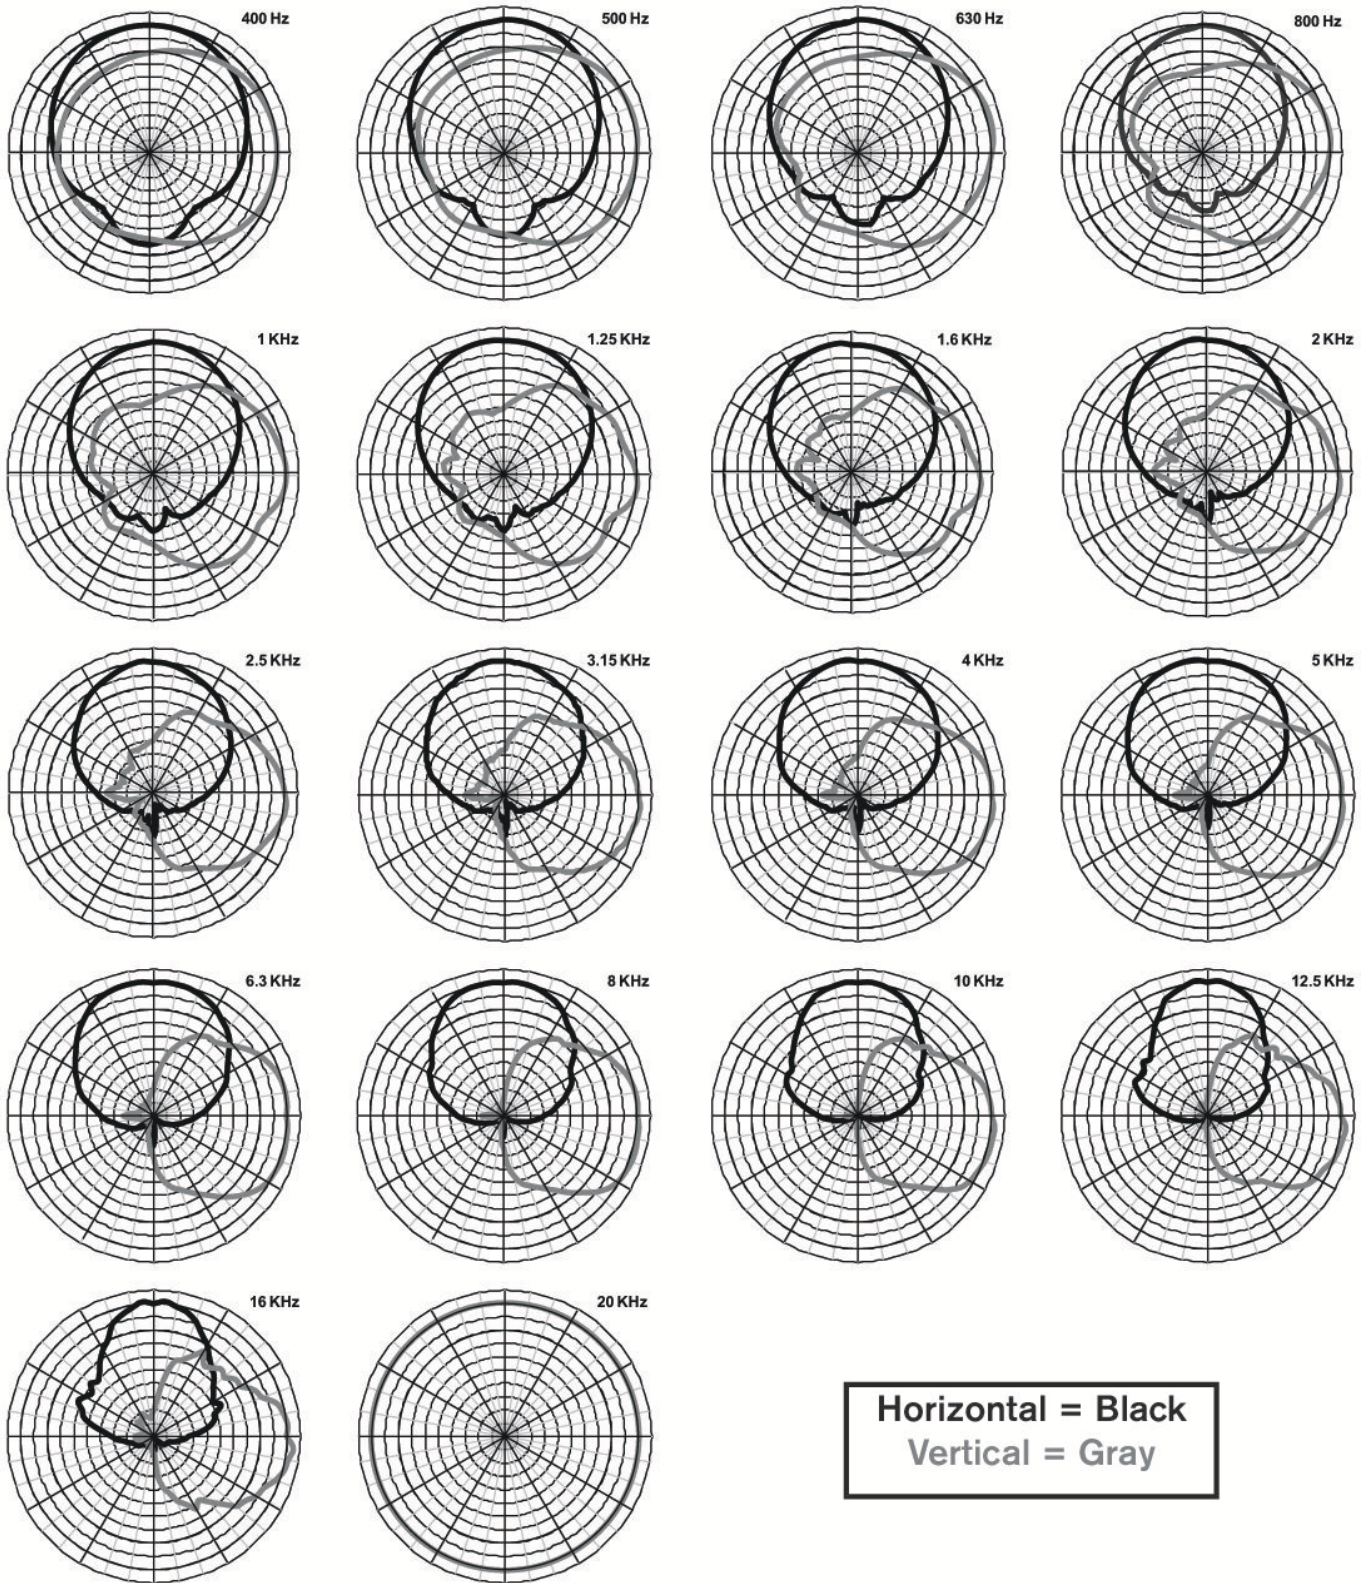 400 Hz
500 Hz
630 Hz
800 Hz
1 KHz
1.25 KHz
1.6 KHz
2 KHz
2.5 KHz
3.15 KHz
4 KHz
5 KHz
6.3 KHz
8 KHz
10 KHz
12.5 KHz
16 KHz
20 KHz
Horizontal = Black
Vertical = Gray